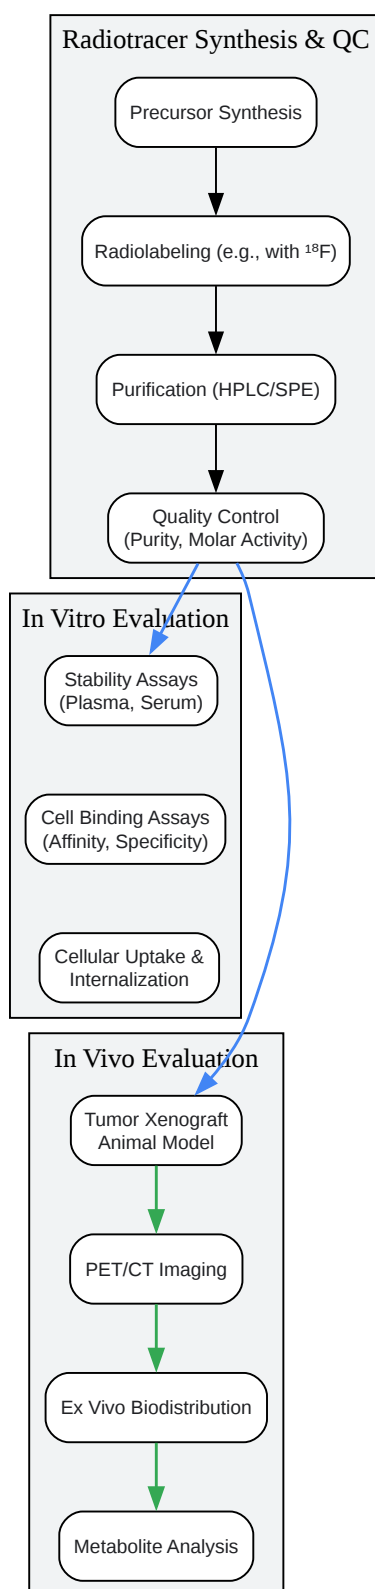 Radiotracer Synthesis & QC
Precursor Synthesis
Radiolabeling (e.g., with ¹⁸F)
Purification (HPLC/SPE)
Quality Control
(Purity, Molar Activity)
In Vitro Evaluation
Stability Assays
(Plasma, Serum)
Cell Binding Assays
(Affinity, Specificity)
Cellular Uptake &
Internalization
In Vivo Evaluation
Tumor Xenograft
Animal Model
PET/CT Imaging
Ex Vivo Biodistribution
Metabolite Analysis